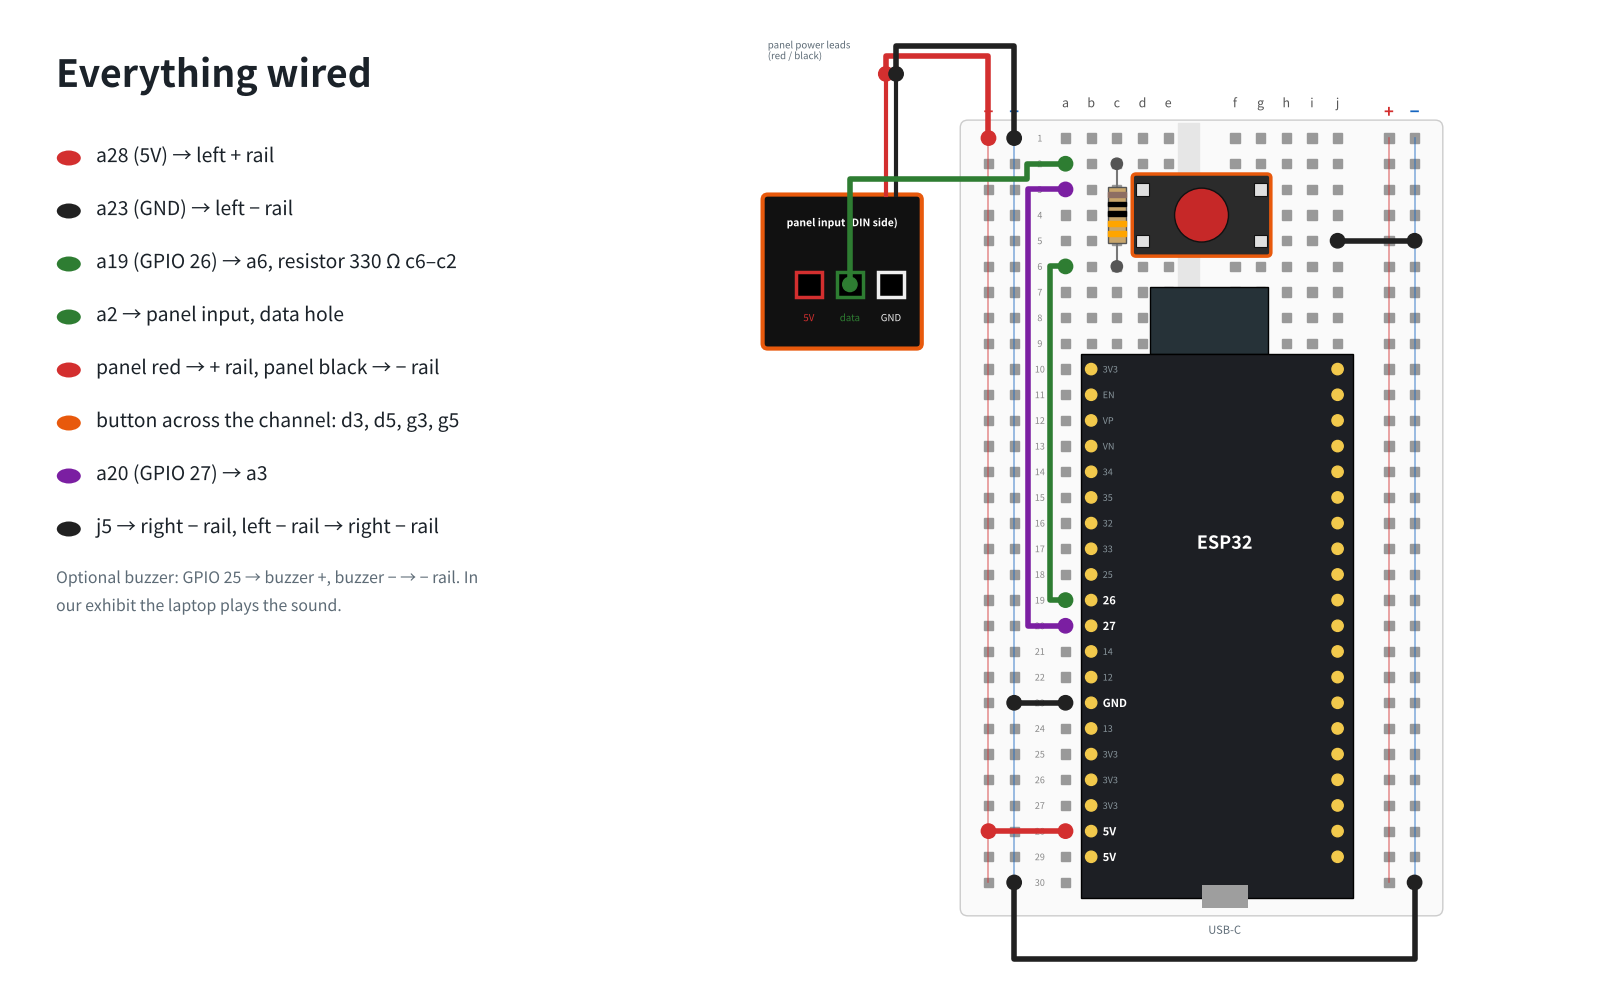 Everything wired
a28 (5V) → left + rail
a23 (GND) → left − rail
a19 (GPIO 26) → a6, resistor 330 Ω c6–c2
a2 → panel input, data hole
panel red → + rail, panel black → − rail
button across the channel: d3, d5, g3, g5
a20 (GPIO 27) → a3
j5 → right − rail, left − rail → right − rail
Optional buzzer: GPIO 25 → buzzer +, buzzer − → − rail. In
our exhibit the laptop plays the sound.
panel power leads
(red / black)
panel input (DIN side)
5V data GND
a b c d e f g h i j + −
1
4
5
6
7
8
9
10 3V3
11 EN
12 VP
13 VN
14 34
15 35
16 32
17 33
18 25
19 26
27
21 14
22 12
GND
24 13
25 3V3
26 3V3
27 3V3
5V
29 5V
30
ESP32
USB-C